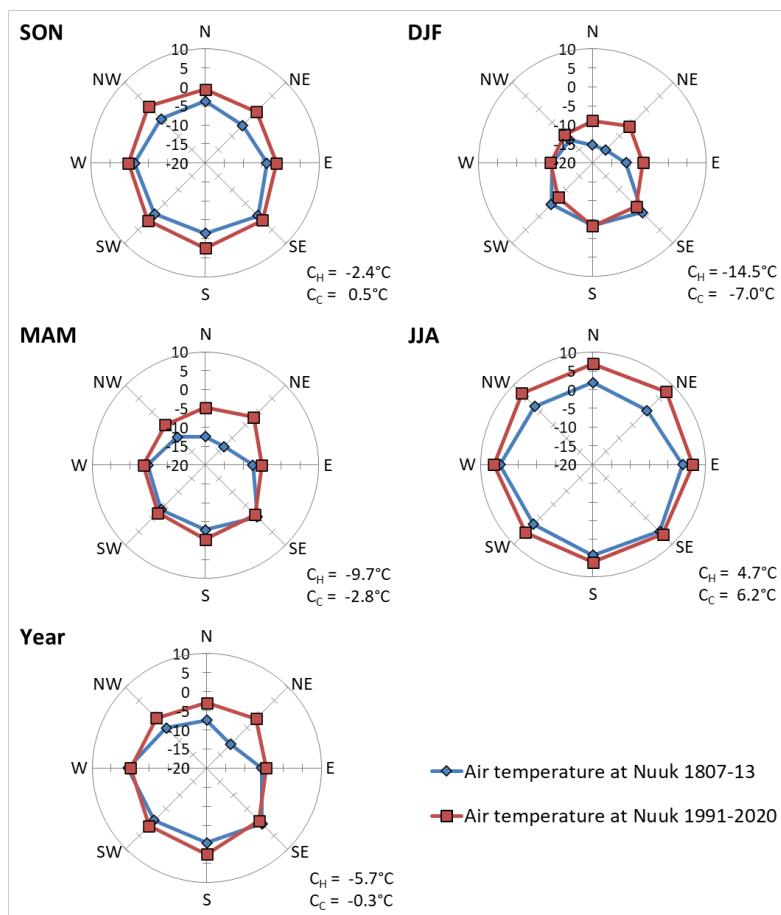 SON
N
NW
NE
10
5
0
-5
-10
-15
-20
W
E
SW
SE
S
C_H = -2.4°C
C_C = 0.5°C
DJF
N
NW
NE
10
5
0
-5
-10
-15
-20
W
E
SW
SE
S
C_H = -14.5°C
C_C = -7.0°C
MAM
N
NW
NE
10
5
0
-5
-10
-15
-20
W
E
SW
SE
S
C_H = -9.7°C
C_C = -2.8°C
JJA
N
NW
NE
10
5
0
-5
-10
-15
-20
W
E
SW
SE
S
C_H = 4.7°C
C_C = 6.2°C
Year
N
NW
NE
10
5
0
-5
-10
-15
-20
W
E
SW
SE
S
C_H = -5.7°C
C_C = -0.3°C
Air temperature at Nuuk 1807-13
Air temperature at Nuuk 1991-2020